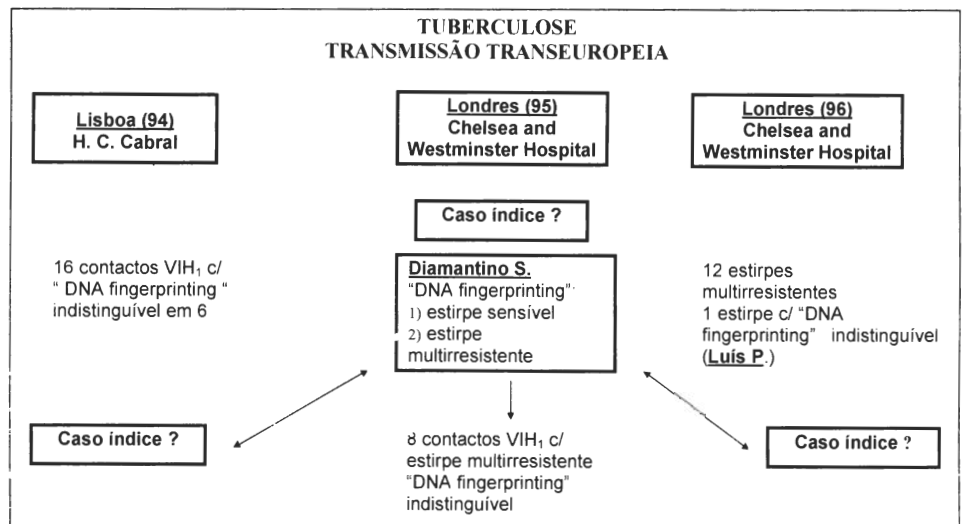 TUBERCULOSE
TRANSMISSÃO TRANSEUROPEIA
Lisboa (94)
H. C. Cabral
Londres (95)
Chelsea and
Westminster Hospital
Londres (96)
Chelsea and
Westminster Hospital
Caso índice ?
16 contactos VIH₁ c/
“ DNA fingerprinting “
indistinguível em 6
Diamantino S.
“DNA fingerprinting”
1) estirpe sensível
2) estirpe
multirresistente
12 estirpes
multirresistentes
1 estirpe c/ “DNA
fingerprinting” indistinguível
(Luís P.)
Caso índice ?
8 contactos VIH₁ c/
estirpe multirresistente
“DNA fingerprinting”
indistinguível
Caso índice ?